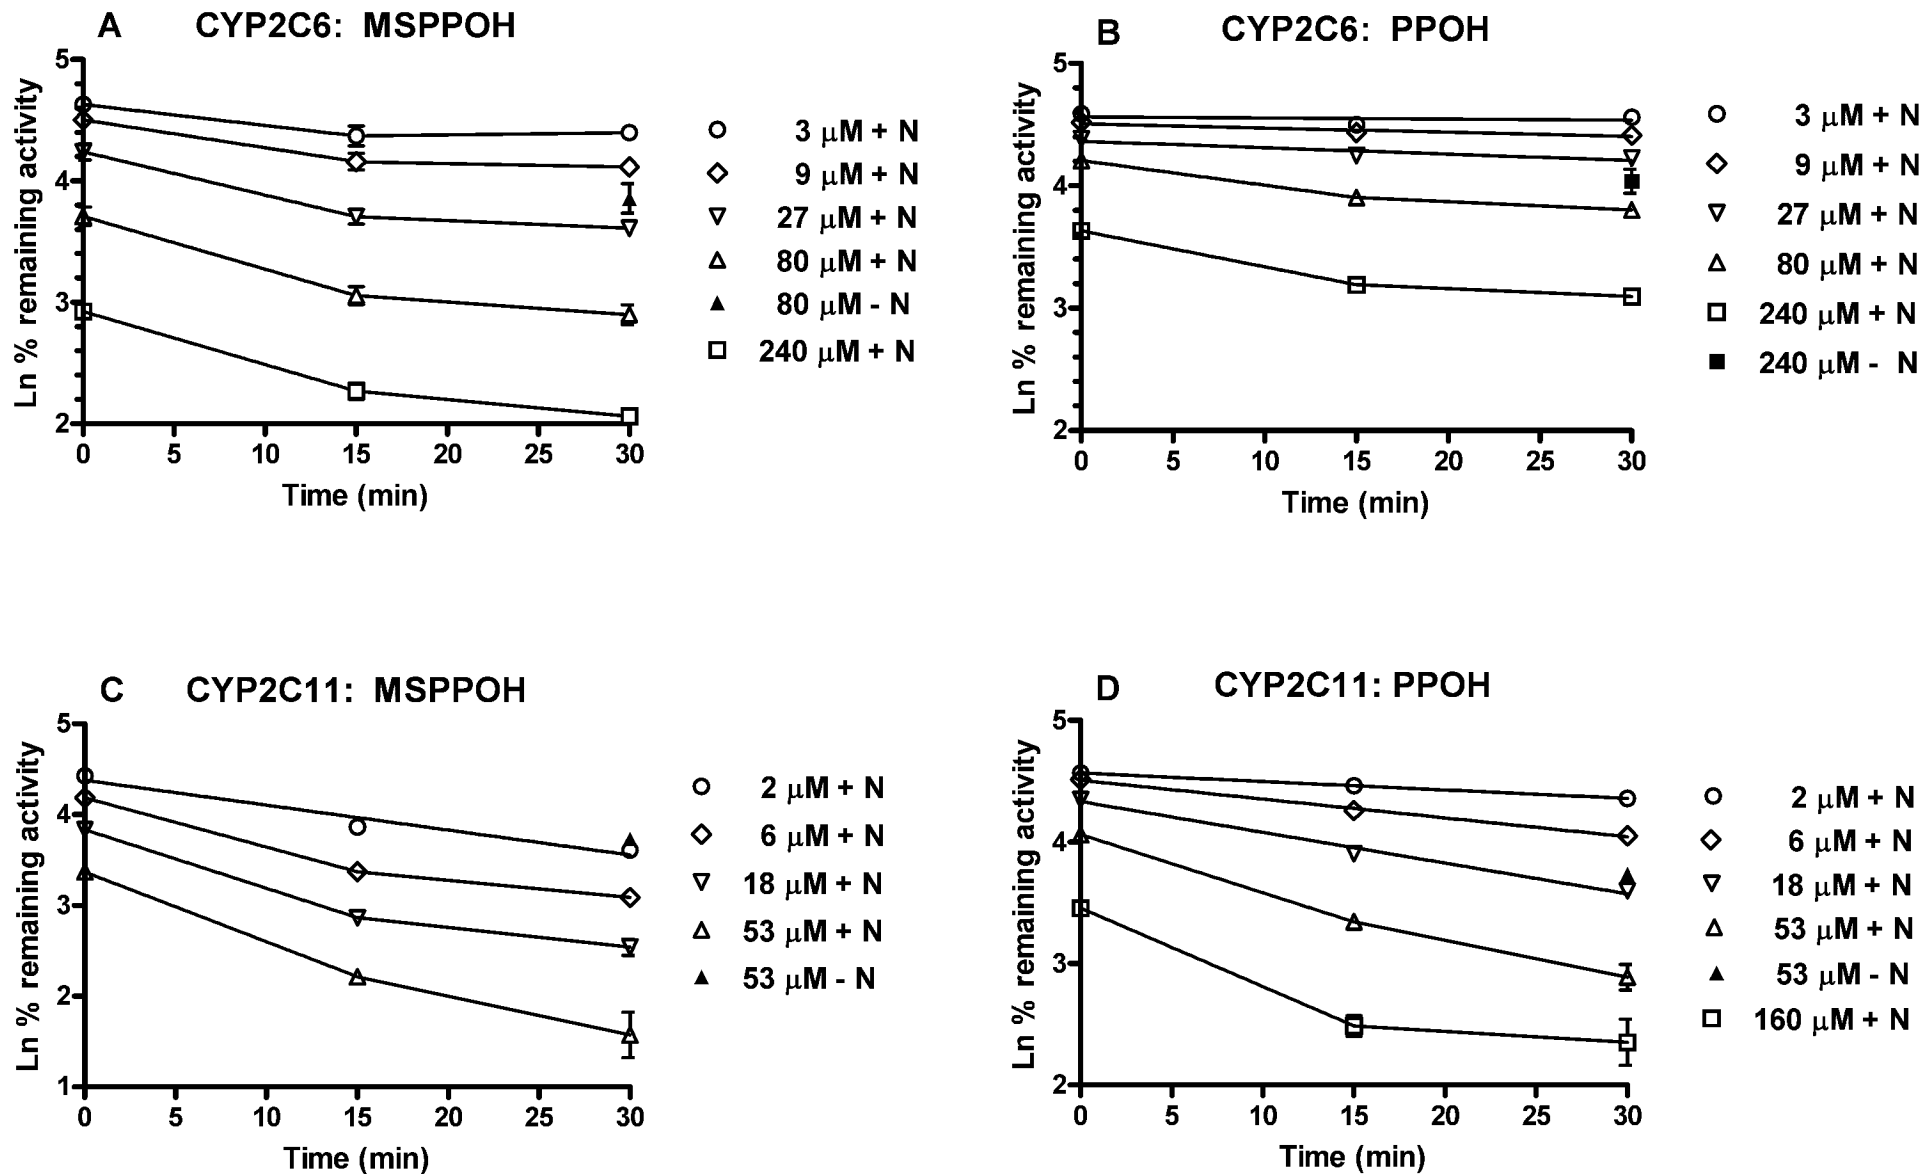 A CYP2C6: MSPPOH
Ln % remaining activity
5
4
3
2
0 5 10 15 20 25 30
Time (min)
3 μM + N
9 μM + N
27 μM + N
80 μM + N
80 μM - N
240 μM + N
B CYP2C6: PPOH
Ln % remaining activity
5
4
3
2
0 5 10 15 20 25 30
Time (min)
3 μM + N
9 μM + N
27 μM + N
80 μM + N
240 μM + N
240 μM - N
C CYP2C11: MSPPOH
Ln % remaining activity
5
4
3
2
1
0 5 10 15 20 25 30
Time (min)
2 μM + N
6 μM + N
18 μM + N
53 μM + N
53 μM - N
D CYP2C11: PPOH
Ln % remaining activity
5
4
3
2
0 5 10 15 20 25 30
Time (min)
2 μM + N
6 μM + N
18 μM + N
53 μM + N
53 μM - N
160 μM + N